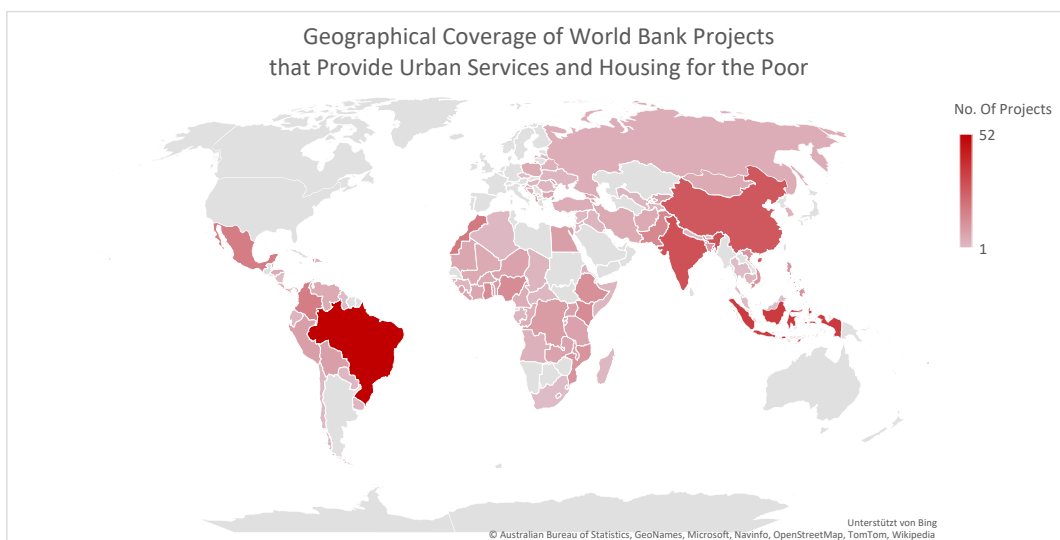 Geographical Coverage of World Bank Projects
that Provide Urban Services and Housing for the Poor
No. Of Projects
52
1
Unterstützt von Bing
© Australian Bureau of Statistics, GeoNames, Microsoft, Navinfo, OpenStreetMap, TomTom, Wikipedia